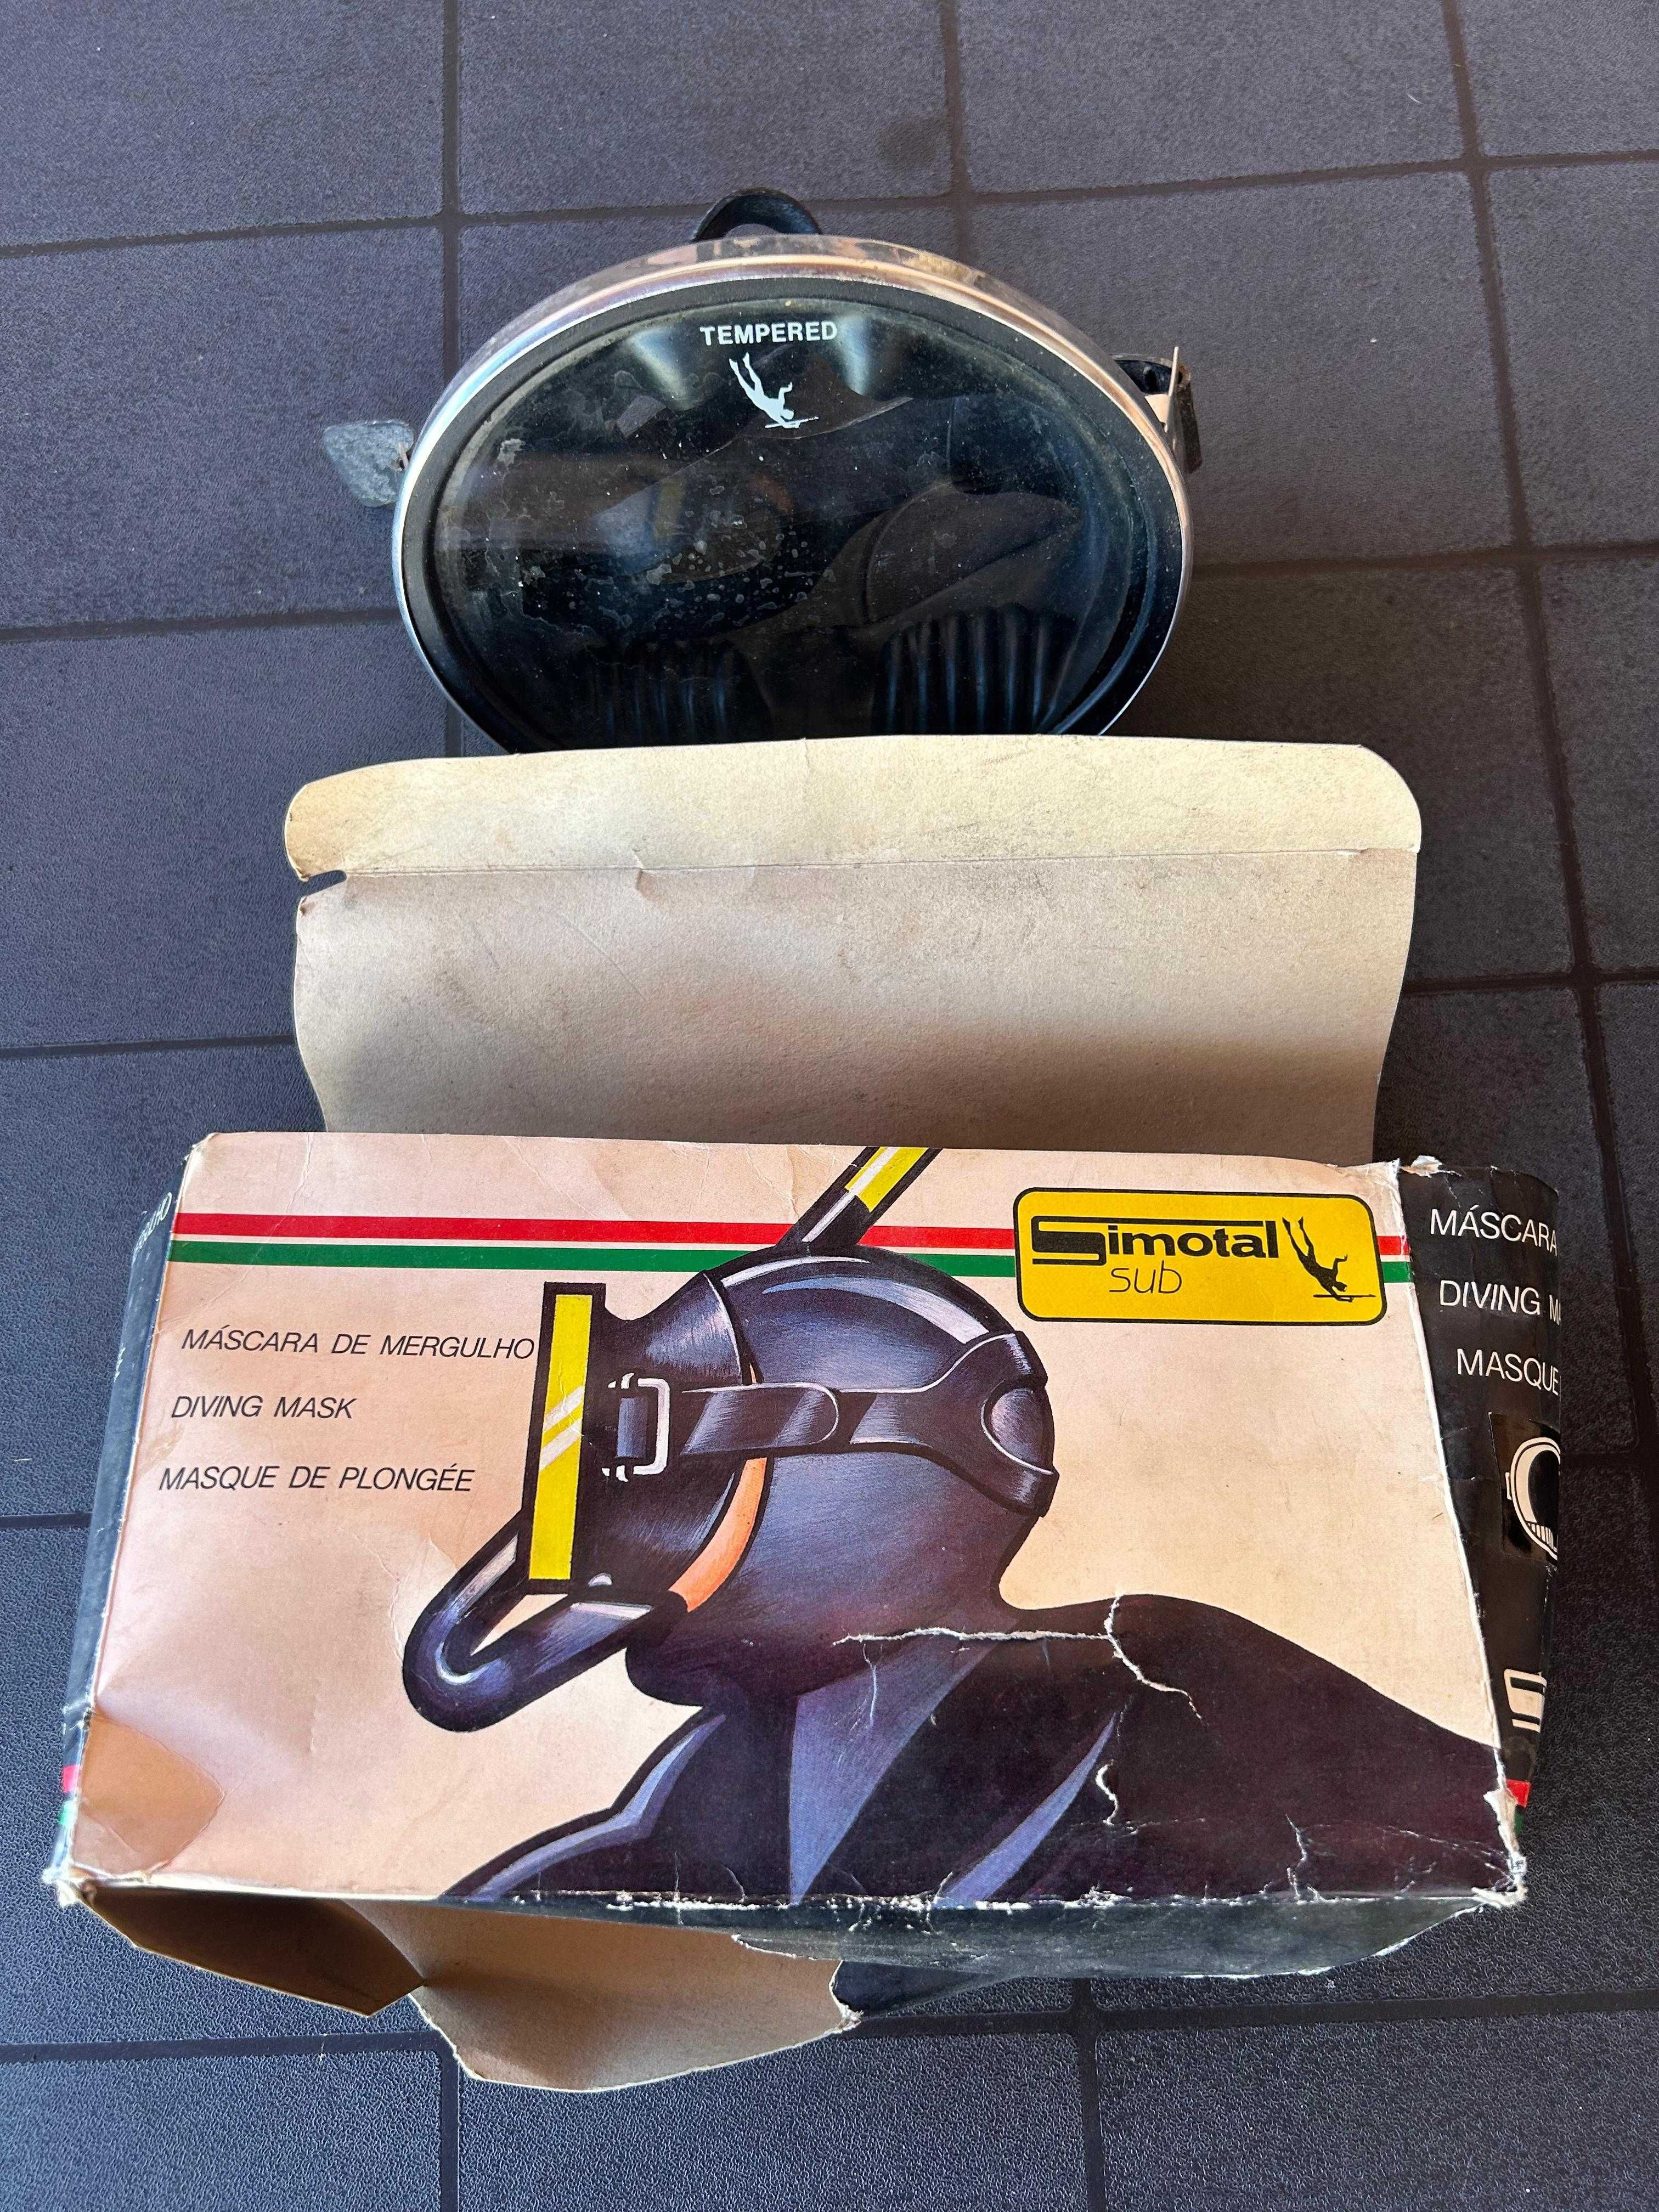 TEMPERED
Simotal
sub
MÁSCARA DE MERGULHO
DIVING MASK
MASQUE DE PLONGÉE
MÁSCARA
DIVING
MASQUE